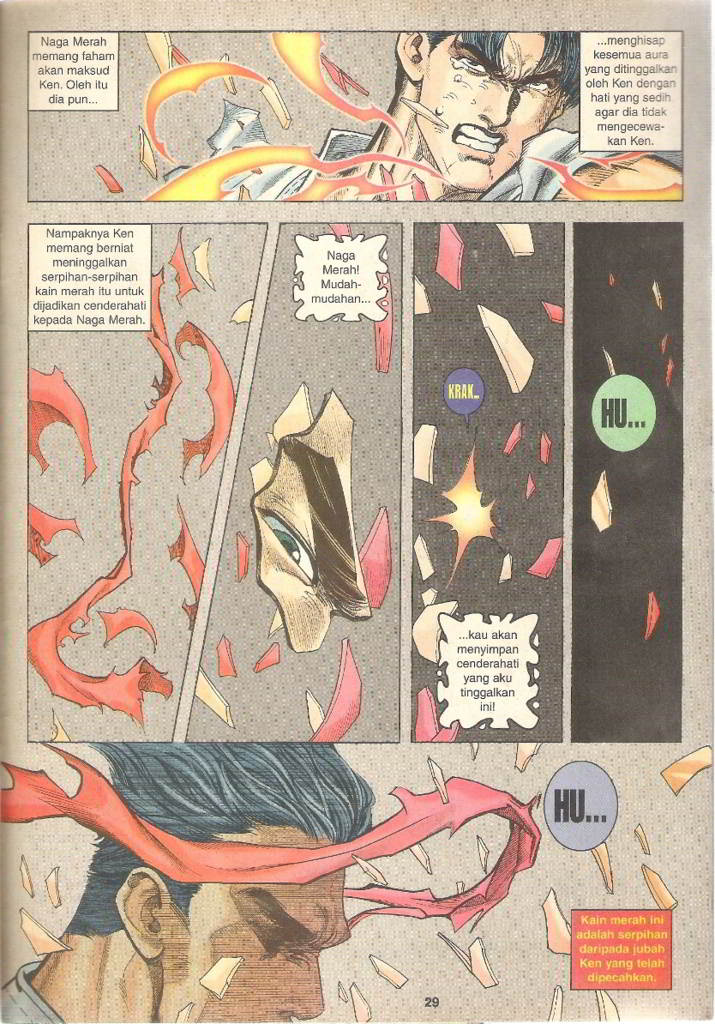 Naga Merah
memang faham
akan maksud
Ken. Oleh itu
dia pun...
...menghisap
kesemua aura
yang ditinggalkan
oleh Ken dengan
hati yang sedih
agar dia tidak
mengecewa-
kan Ken.
Nampaknya Ken
memang berniat
meninggalkan
serpihan-serpihan
kain merah itu untuk
dijadikan cenderahati
kepada Naga Merah.
Naga
Merah!
Mudah-
mudahan...
KRAK...
...kau akan
menyimpan
cenderahati
yang aku
tinggalkan
ini!
HU...
HU...
Kain merah ini
adalah serpihan
daripada jubah
Ken yang telah
dipecahkan.
29